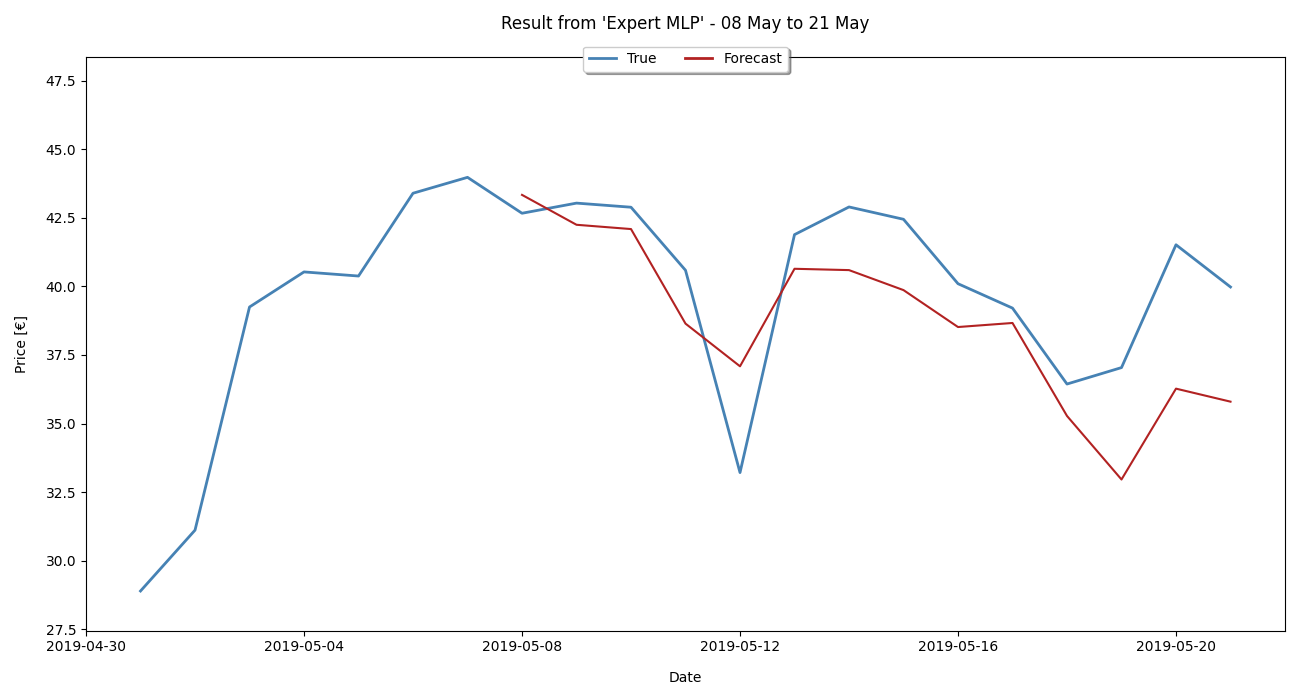 Result from 'Expert MLP' - 08 May to 21 May
True Forecast
47.5
45.0
42.5
40.0
37.5
35.0
32.5
30.0
27.5
Price [€]
2019-04-30 2019-05-04 2019-05-08 2019-05-12 2019-05-16 2019-05-20
Date